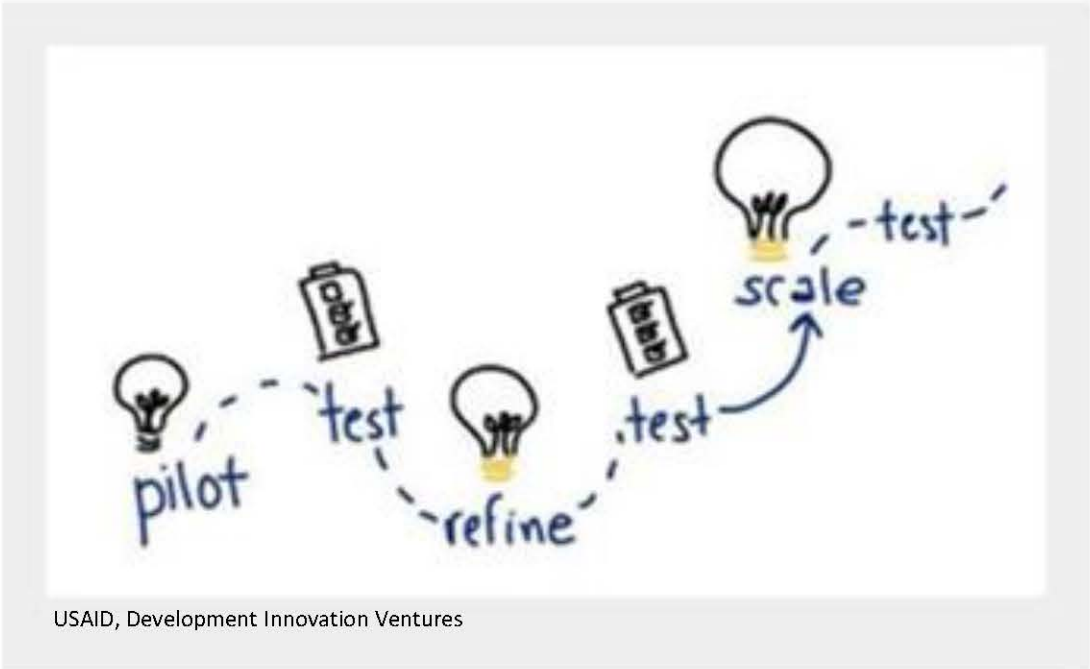 pilot
test
refine
test
scale
test
USAID, Development Innovation Ventures